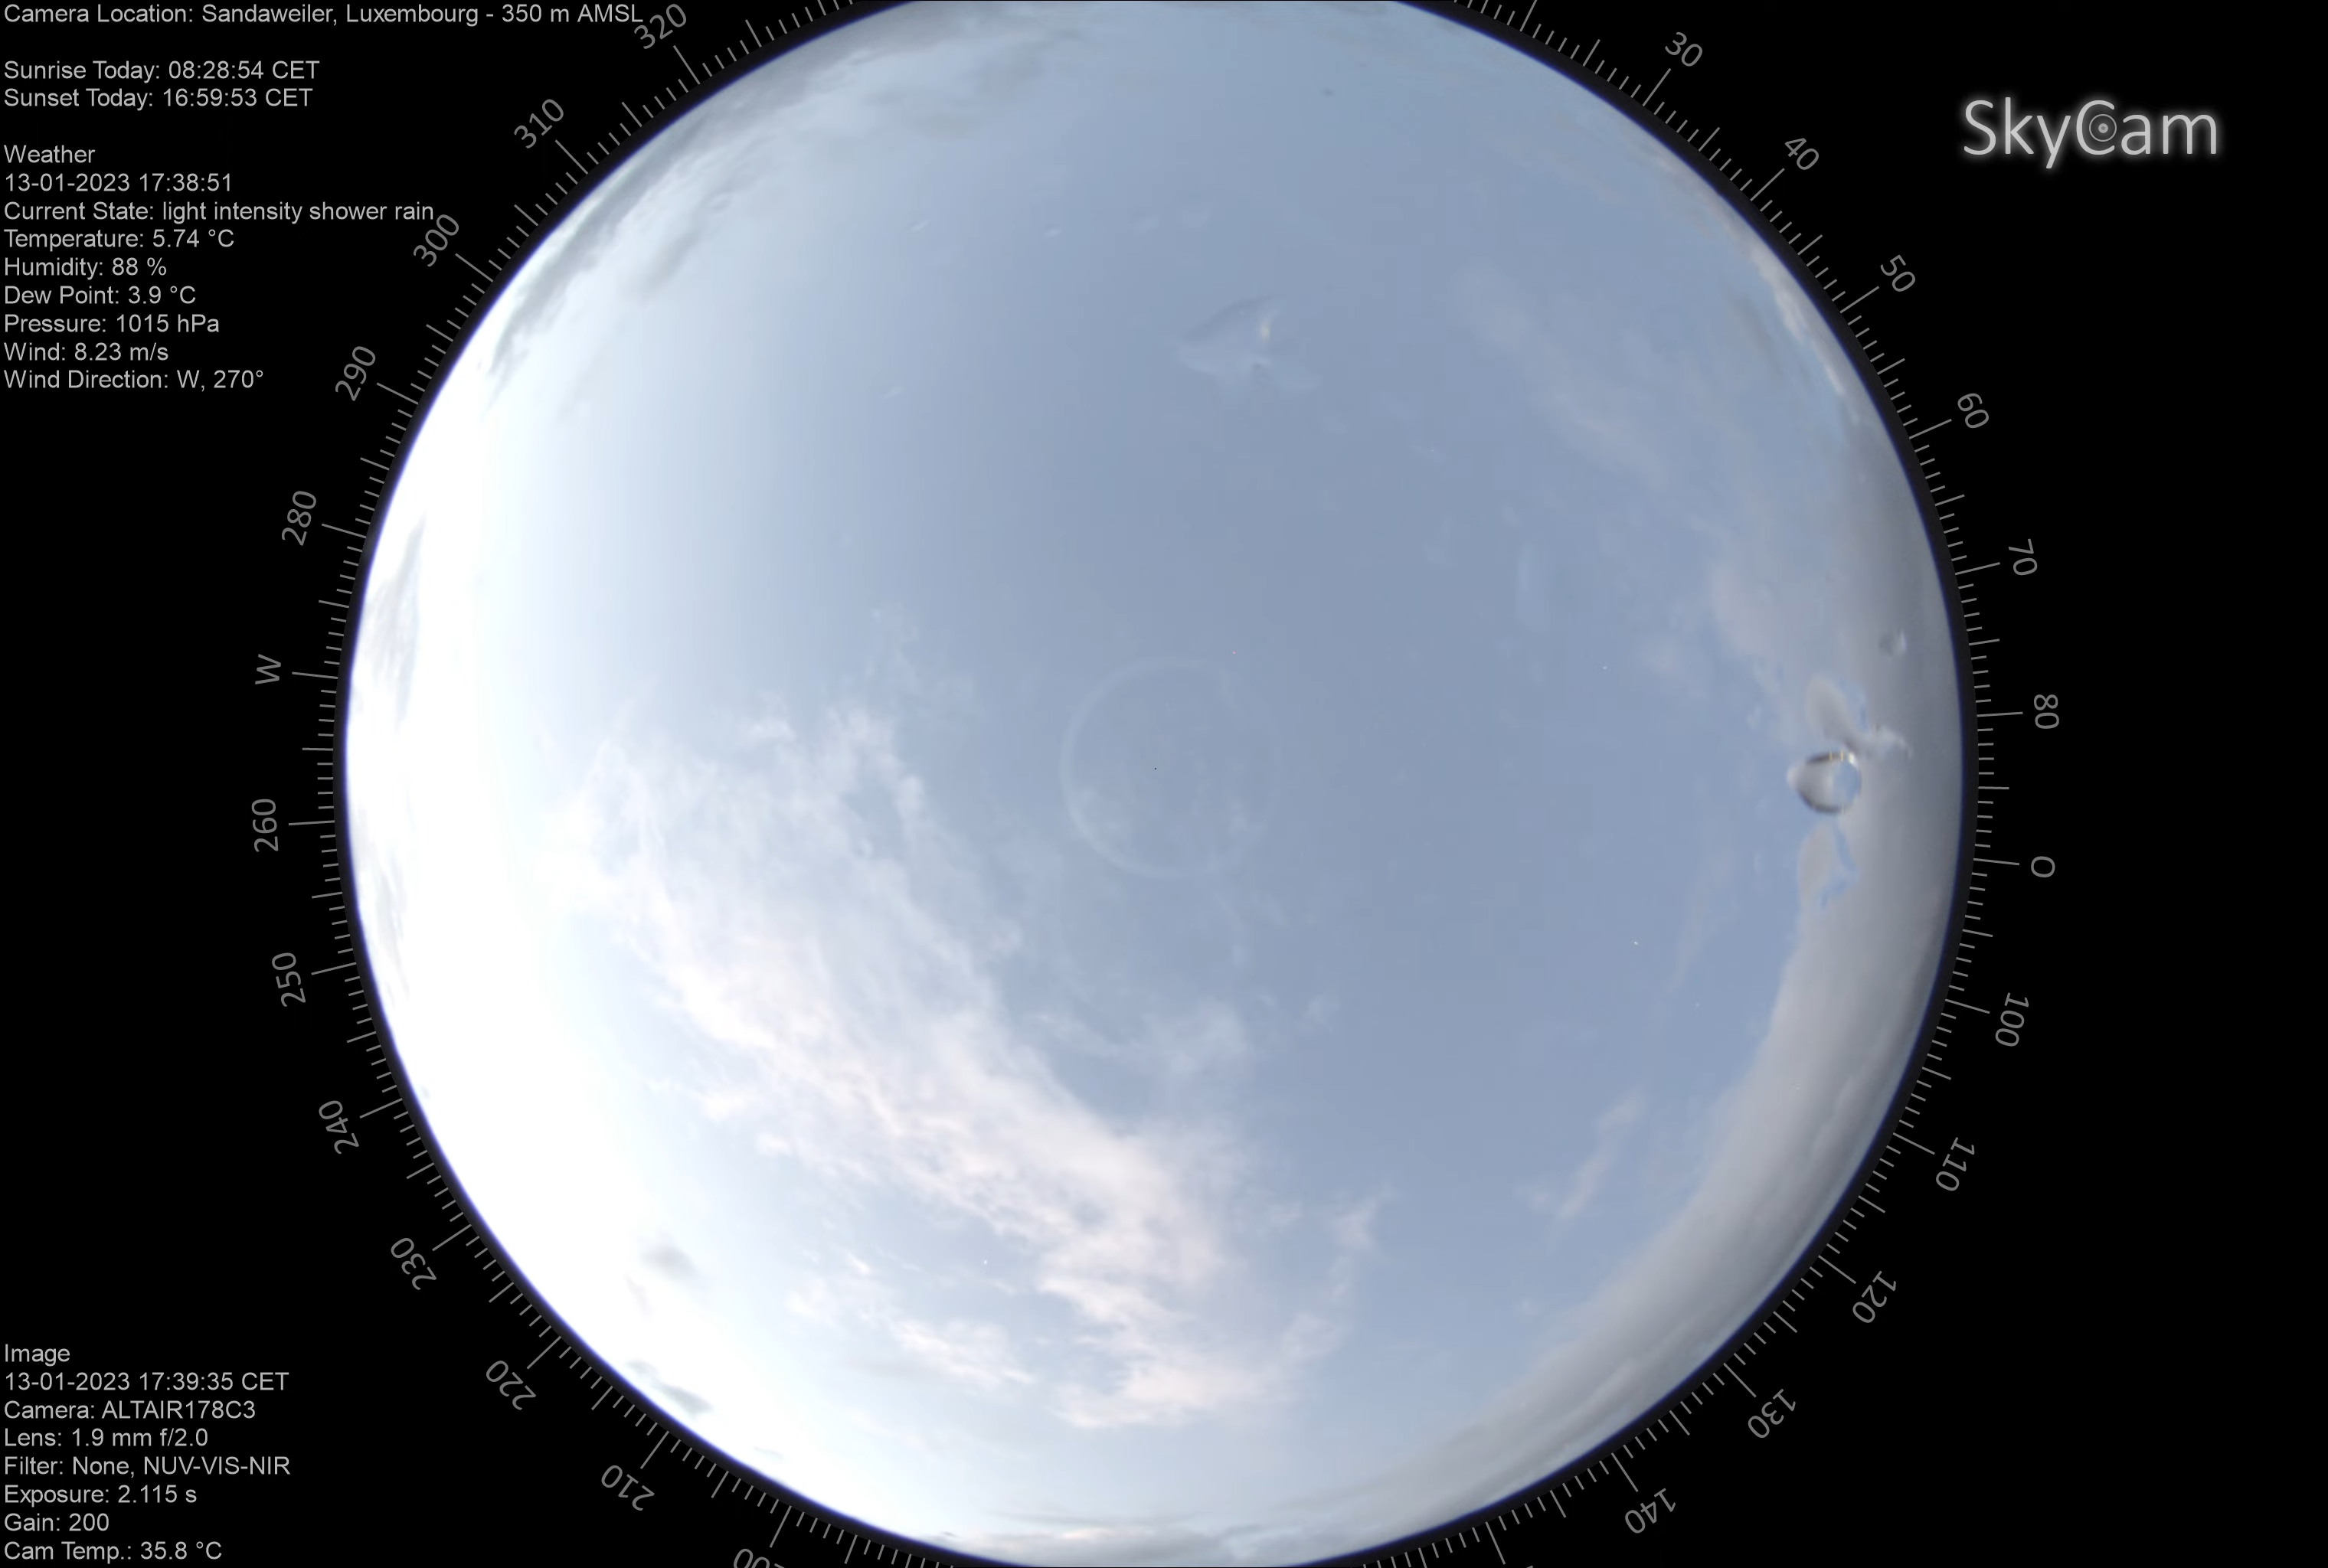 Camera Location: Sandaweiler, Luxembourg - 350 m AMSL
Sunrise Today: 08:28:54 CET
Sunset Today: 16:59:53 CET
Weather
13-01-2023 17:38:51
Current State: light intensity shower rain
Temperature: 5.74 °C
Humidity: 88 %
Dew Point: 3.9 °C
Pressure: 1015 hPa
Wind: 8.23 m/s
Wind Direction: W, 270°
SkyCam
320
310
300
290
280
W
260
250
240
230
220
210
200
30
40
50
60
70
80
O
100
110
120
130
140
Image
13-01-2023 17:39:35 CET
Camera: ALTAIR178C3
Lens: 1.9 mm f/2.0
Filter: None, NUV-VIS-NIR
Exposure: 2.115 s
Gain: 200
Cam Temp.: 35.8 °C